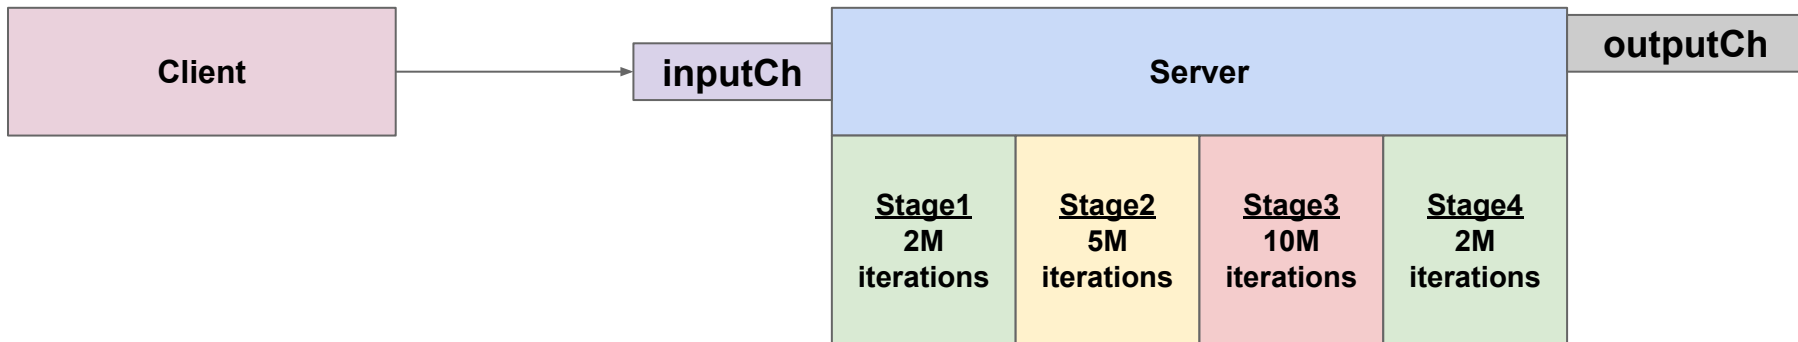 Client
inputCh
Server
outputCh
Stage1
2M
iterations
Stage2
5M
iterations
Stage3
10M
iterations
Stage4
2M
iterations